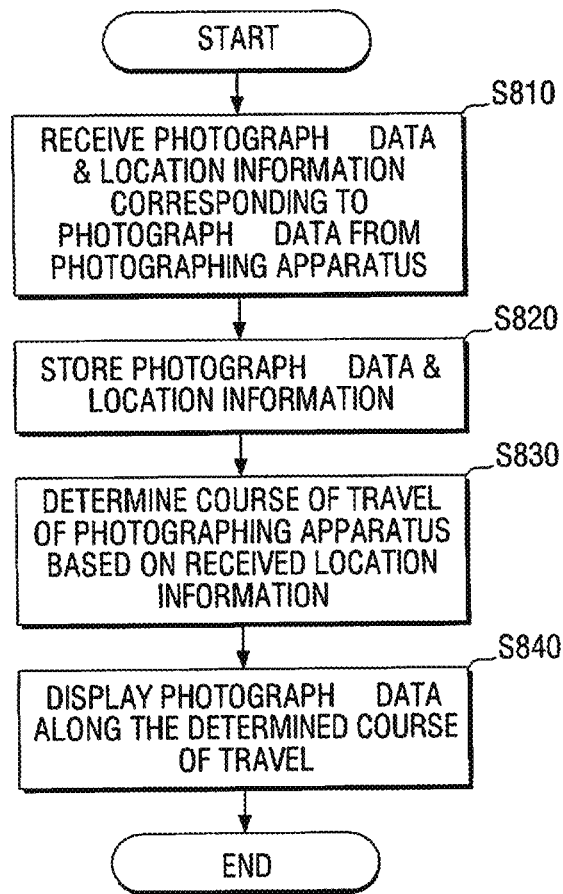 START
S810
RECEIVE PHOTOGRAPH DATA
& LOCATION INFORMATION
CORRESPONDING TO
PHOTOGRAPH DATA FROM
PHOTOGRAPHING APPARATUS
S820
STORE PHOTOGRAPH DATA &
LOCATION INFORMATION
S830
DETERMINE COURSE OF TRAVEL
OF PHOTOGRAPHING APPARATUS
BASED ON RECEIVED LOCATION
INFORMATION
S840
DISPLAY PHOTOGRAPH DATA
ALONG THE DETERMINED COURSE
OF TRAVEL
END